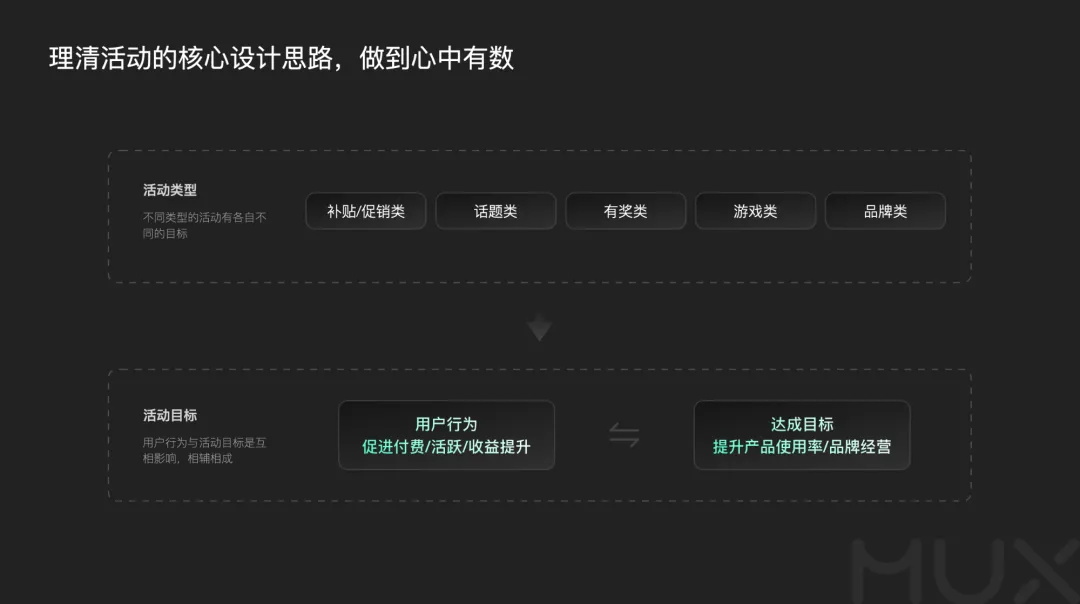 理清活动的核心设计思路，做到心中有数
活动类型
不同类型的活动有各自不
同的目标
补贴/促销类
话题类
有奖类
游戏类
品牌类
活动目标
用户行为与活动目标是互
相影响，相辅相成
用户行为
促进付费/活跃/收益提升
达成目标
提升产品使用率/品牌经营
MUX